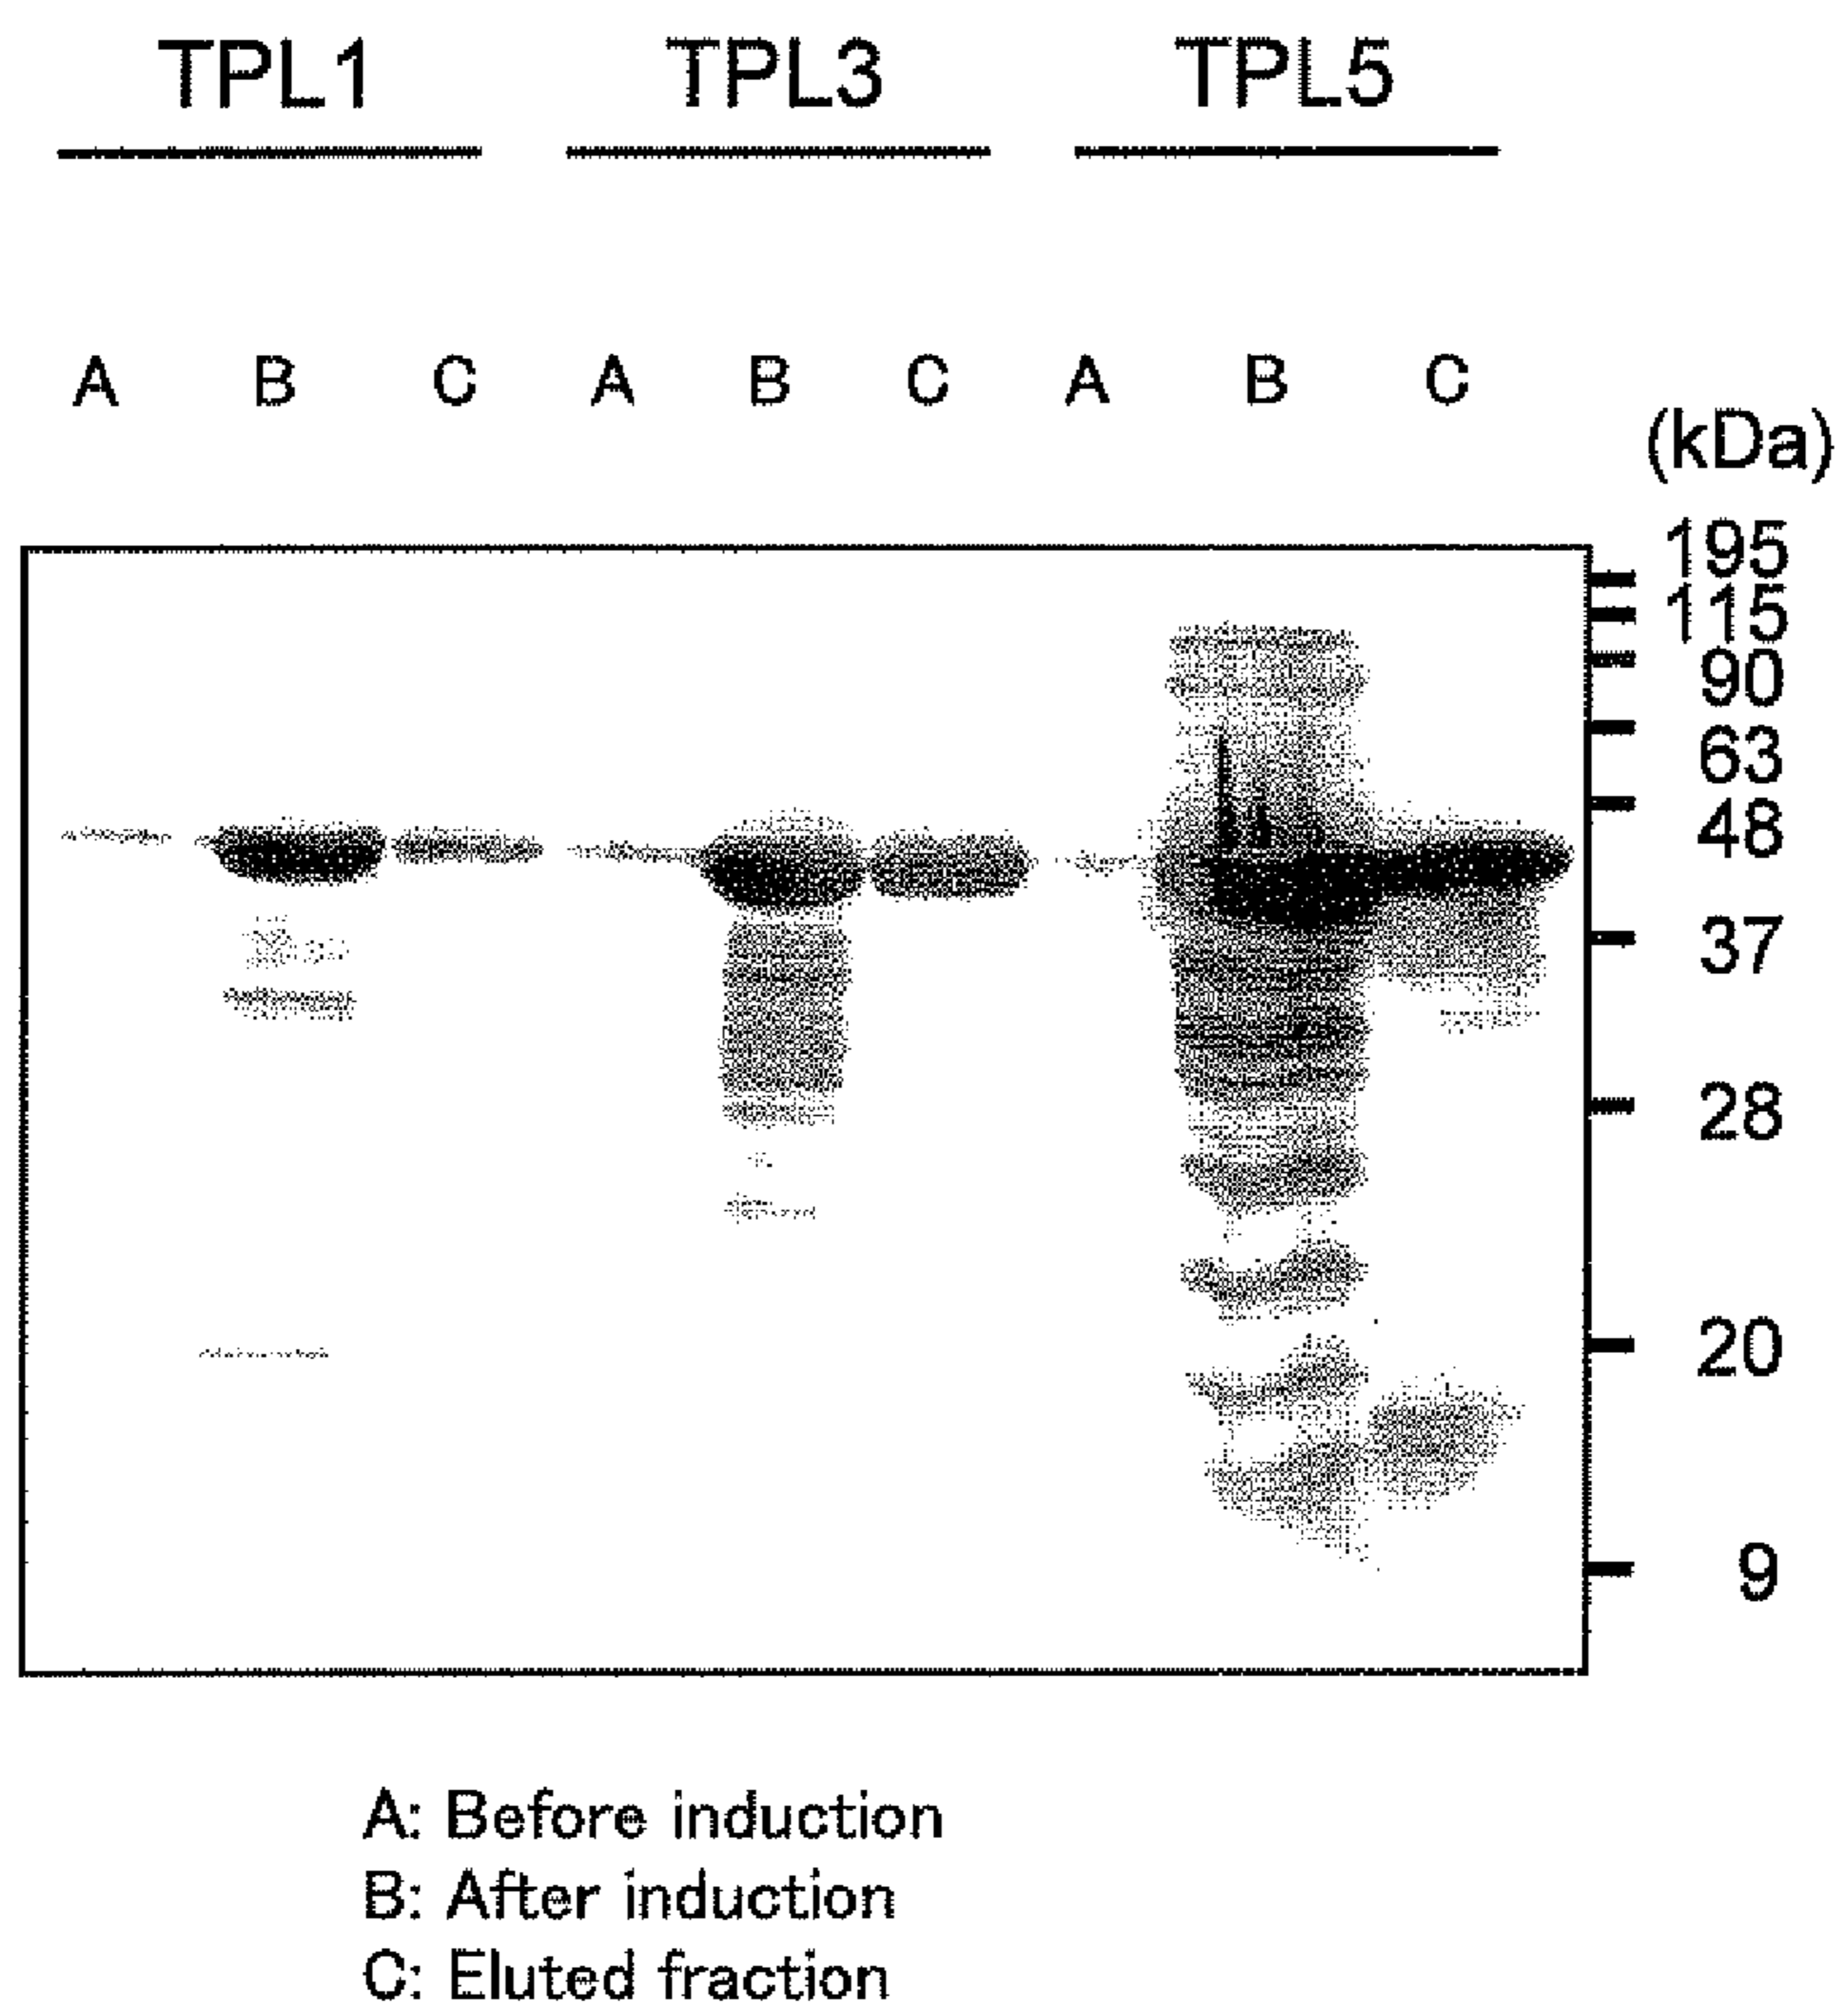 TPL1 TPL3 TPL5
A B C A B C A B C
(kDa)
195
115
90
63
48
37
28
20
9
A: Before induction
B: After induction
C: Eluted fraction